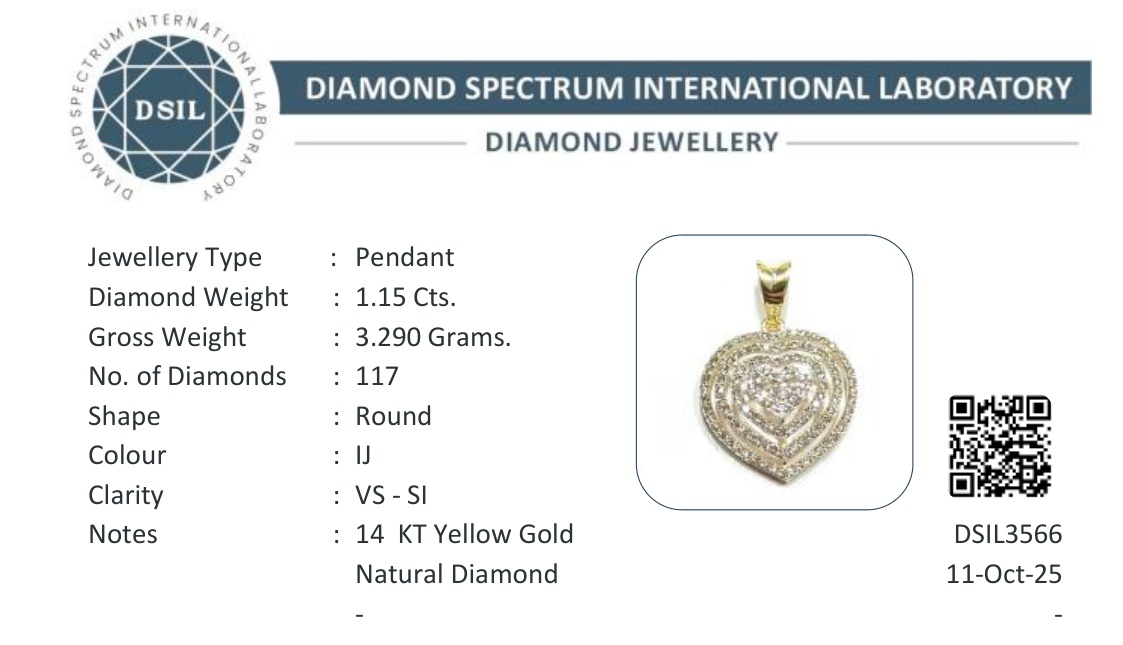 DIAMOND SPECTRUM INTERNATIONAL LABORATORY
DSIL
DIAMOND SPECTRUM INTERNATIONAL LABORATORY
DIAMOND JEWELLERY
Jewellery Type : Pendant
Diamond Weight : 1.15 Cts.
Gross Weight : 3.290 Grams.
No. of Diamonds : 117
Shape : Round
Colour : IJ
Clarity : VS - SI
Notes : 14 KT Yellow Gold
Natural Diamond
-
DSIL3566
11-Oct-25
-